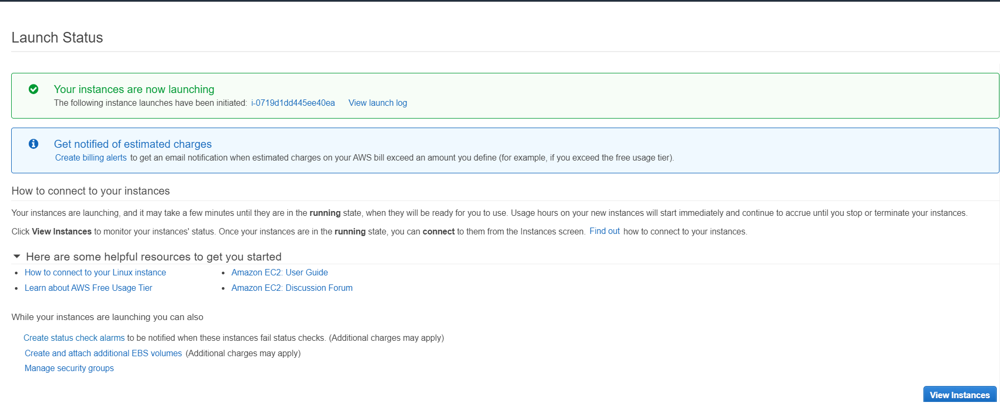 Launch Status
Your instances are now launching
The following instance launches have been initiated: i-0719d1dd445ee40ea View launch log
Get notified of estimated charges
Create billing alerts to get an email notification when estimated charges on your AWS bill exceed an amount you define (for example, if you exceed the free usage tier).
How to connect to your instances
Your instances are launching, and it may take a few minutes until they are in the running state, when they will be ready for you to use. Usage hours on your new instances will start immediately and continue to accrue until you stop or terminate your instances.
Click View Instances to monitor your instances' status. Once your instances are in the running state, you can connect to them from the Instances screen. Find out how to connect to your instances.
Here are some helpful resources to get you started
• How to connect to your Linux instance
• Amazon EC2: User Guide
• Learn about AWS Free Usage Tier
• Amazon EC2: Discussion Forum
While your instances are launching you can also
Create status check alarms to be notified when these instances fail status checks. (Additional charges may apply)
Create and attach additional EBS volumes (Additional charges may apply)
Manage security groups
View Instances